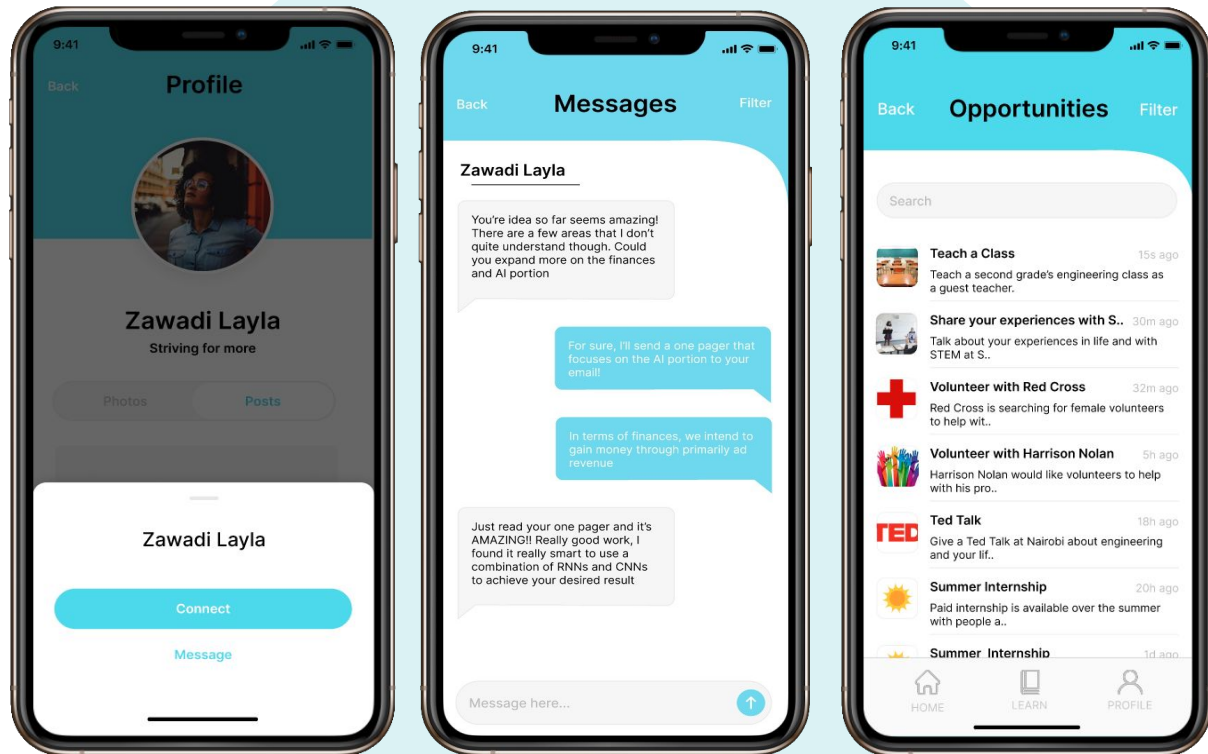 9:41
Back
Profile
Zawadi Layla
Striving for more
Photos
Posts
Zawadi Layla
Connect
Message
9:41
Back
Messages
Filter
Zawadi Layla
You're idea so far seems amazing!
There are a few areas that I don't
quite understand though. Could
you expand more on the finances
and AI portion
For sure, I'll send a one pager that
focuses on the AI portion to your
email!
In terms of finances, we intend to
gain money through primarily ad
revenue
Just read your one pager and it's
AMAZING!! Really good work, I
found it really smart to use a
combination of RNNs and CNNs
to achieve your desired result
Message here...
9:41
Back
Opportunities
Filter
Search
Teach a Class
15s ago
Teach a second grade's engineering class as
a guest teacher.
Share your experiences with S..
30m ago
Talk about your experiences in life and with
STEM at S..
Volunteer with Red Cross
32m ago
Red Cross is searching for female volunteers
to help wit..
Volunteer with Harrison Nolan
5h ago
Harrison Nolan would like volunteers to help
with his pro..
TED
Ted Talk
18h ago
Give a Ted Talk at Nairobi about engineering
and your lif..
Summer Internship
20h ago
Paid internship is available over the summer
with people a..
Summer Internship
1d ago
HOME
LEARN
PROFILE